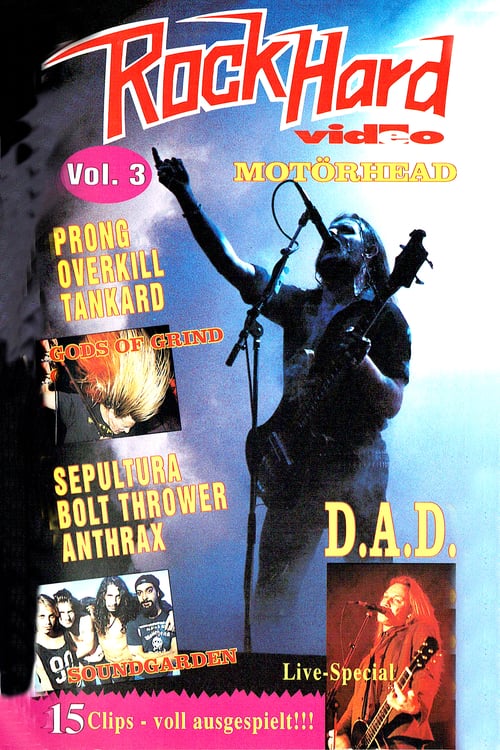 RockHard
video
Vol. 3
MOTÖRHEAD
PRONG
OVERKILL
TANKARD
GODS OF GRIND
SEPULTURA
BOLT THROWER
ANTHRAX
D.A.D.
SOUNDGARDEN
Live-Special
15 Clips - voll ausgespielt!!!